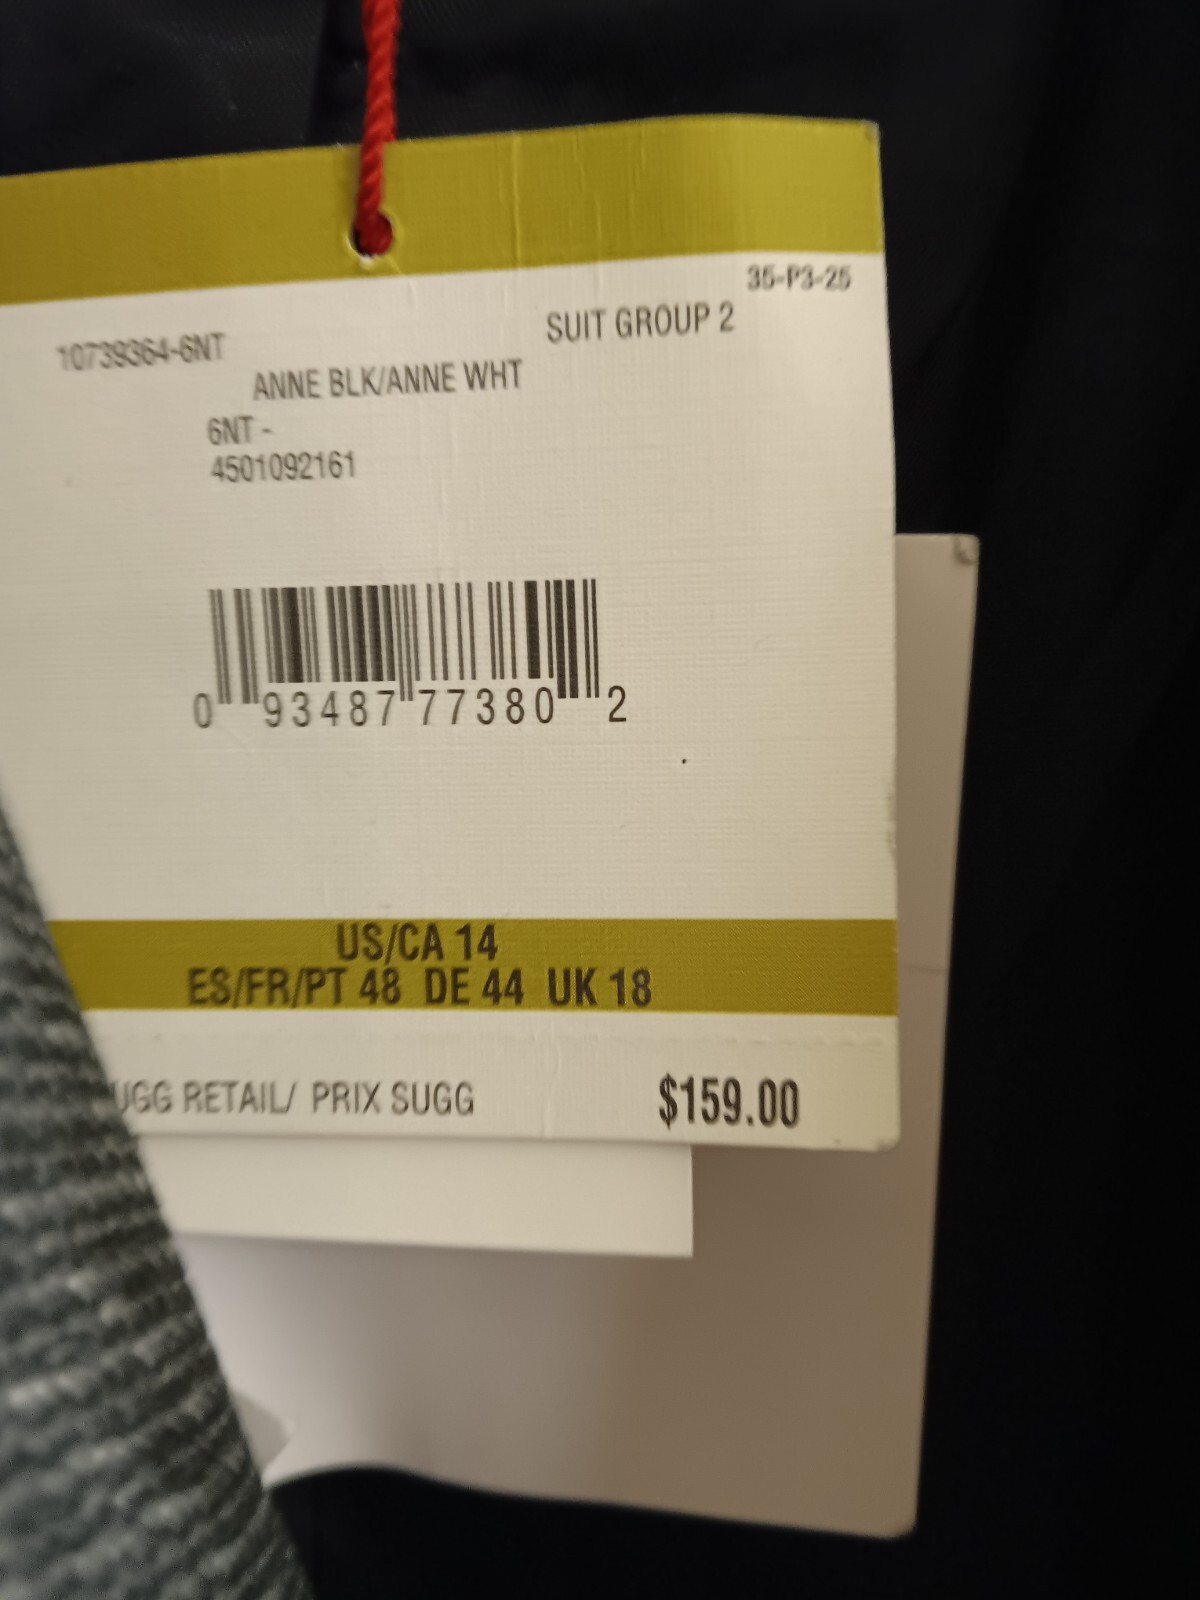 35-P3-25
SUIT GROUP 2
10739364-6NT
ANNE BLK/ANNE WHT
6NT -
4501092161
0 93487 77380 2
US/CA 14
ES/FR/PT 48 DE 44 UK 18
UGG RETAIL/ PRIX SUGG
$159.00